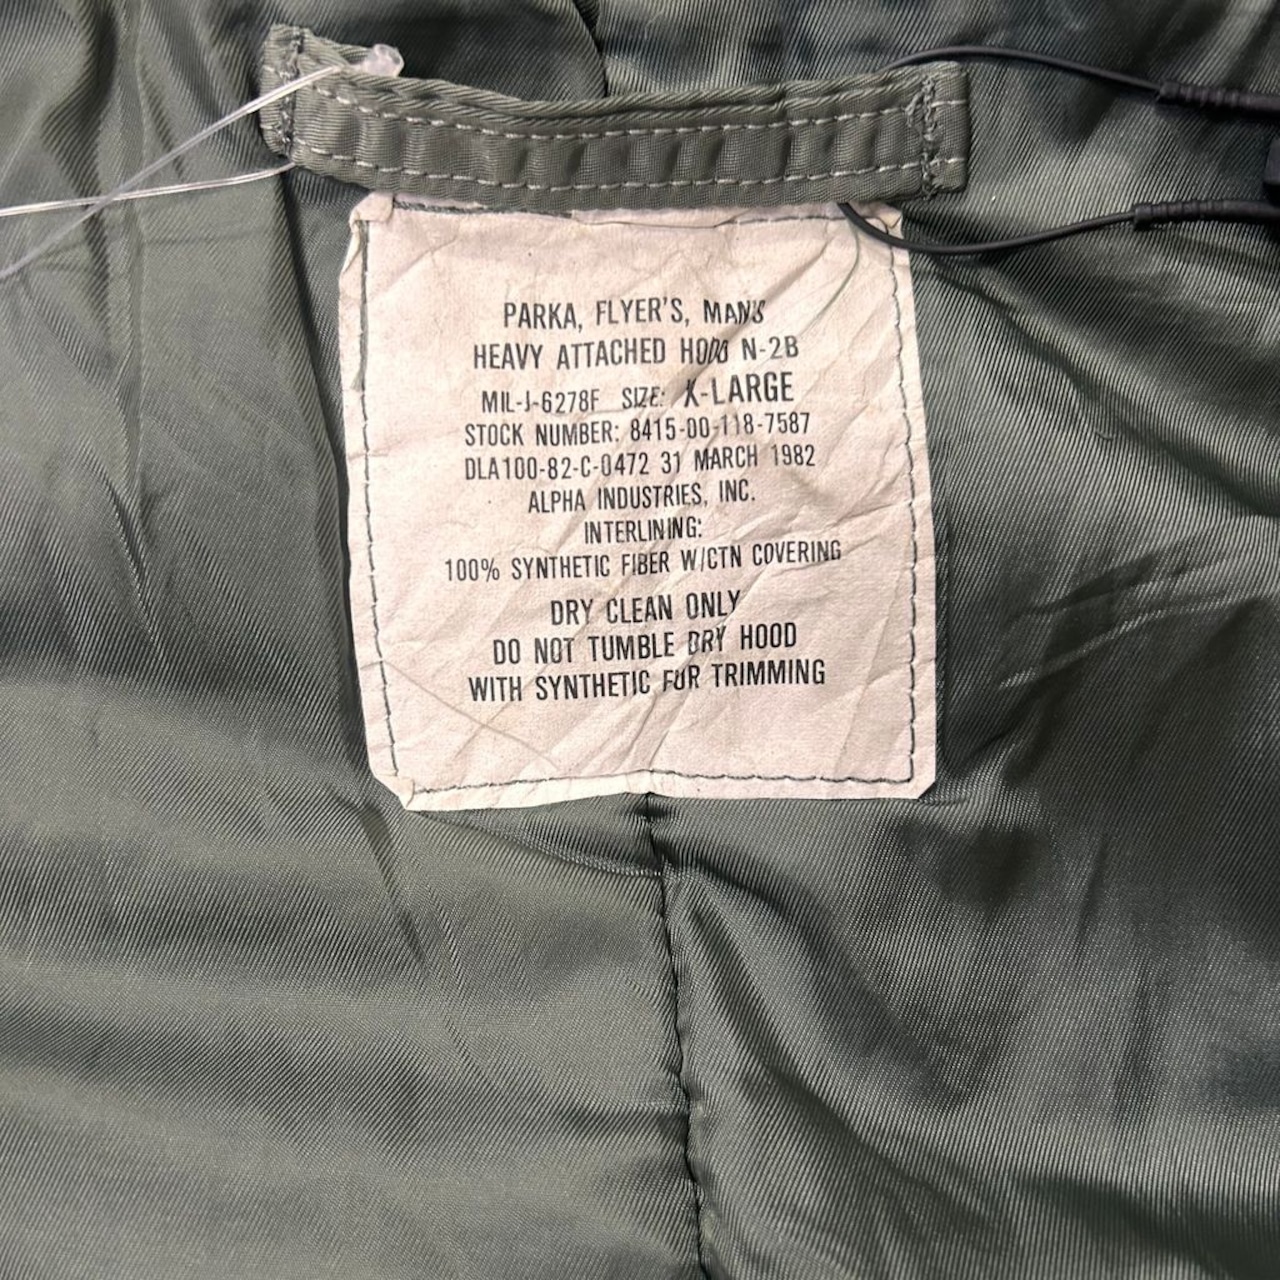 PARKA, FLYER'S, MAN'S
HEAVY ATTACHED HOOD N-2B
MIL-J-6278F SIZE: X-LARGE
STOCK NUMBER: 8415-00-118-7587
DLA100-82-C-0472 31 MARCH 1982
ALPHA INDUSTRIES, INC.
INTERLINING:
100% SYNTHETIC FIBER W/CTN COVERING
DRY CLEAN ONLY
DO NOT TUMBLE DRY HOOD
WITH SYNTHETIC FUR TRIMMING